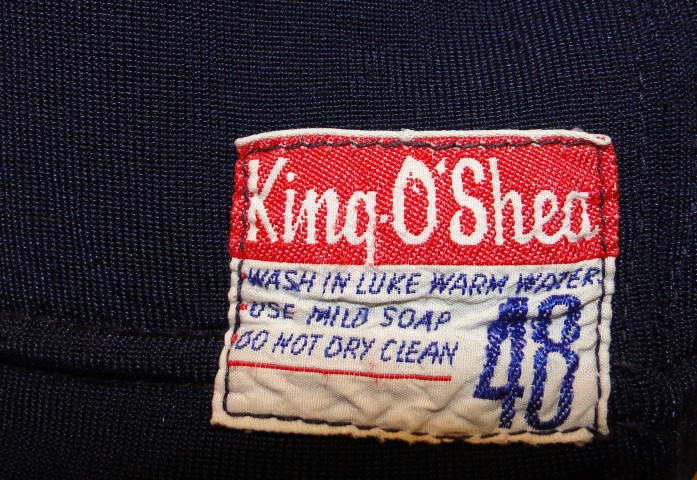 King-O'Shea
WASH IN LUKE WARM WATER
USE MILD SOAP
DO NOT DRY CLEAN
48